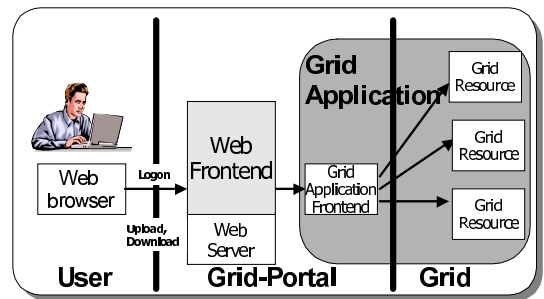 Grid
Application
Grid
Resource
Web
Frontend
Grid
Resource
Web
browser
Logon
Grid
Application
Frontend
Grid
Resource
Upload,
Download
Web
Server
User
Grid-Portal
Grid